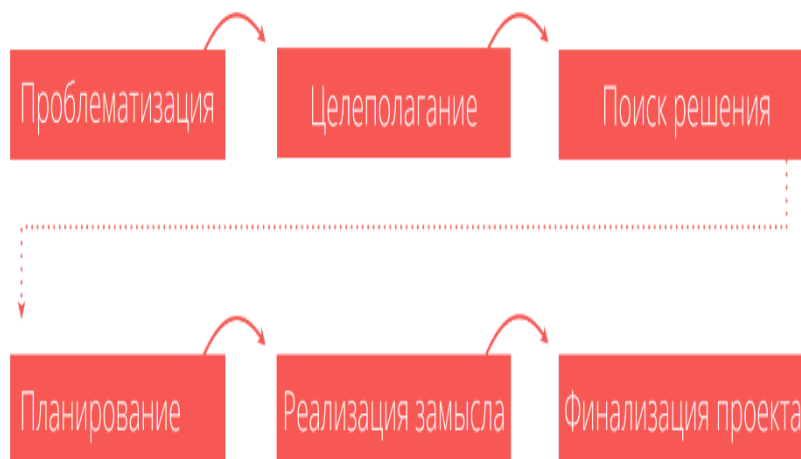 Проблематизация
Целеполагание
Поиск решения
Планирование
Реализация замысла
Финализация проекта